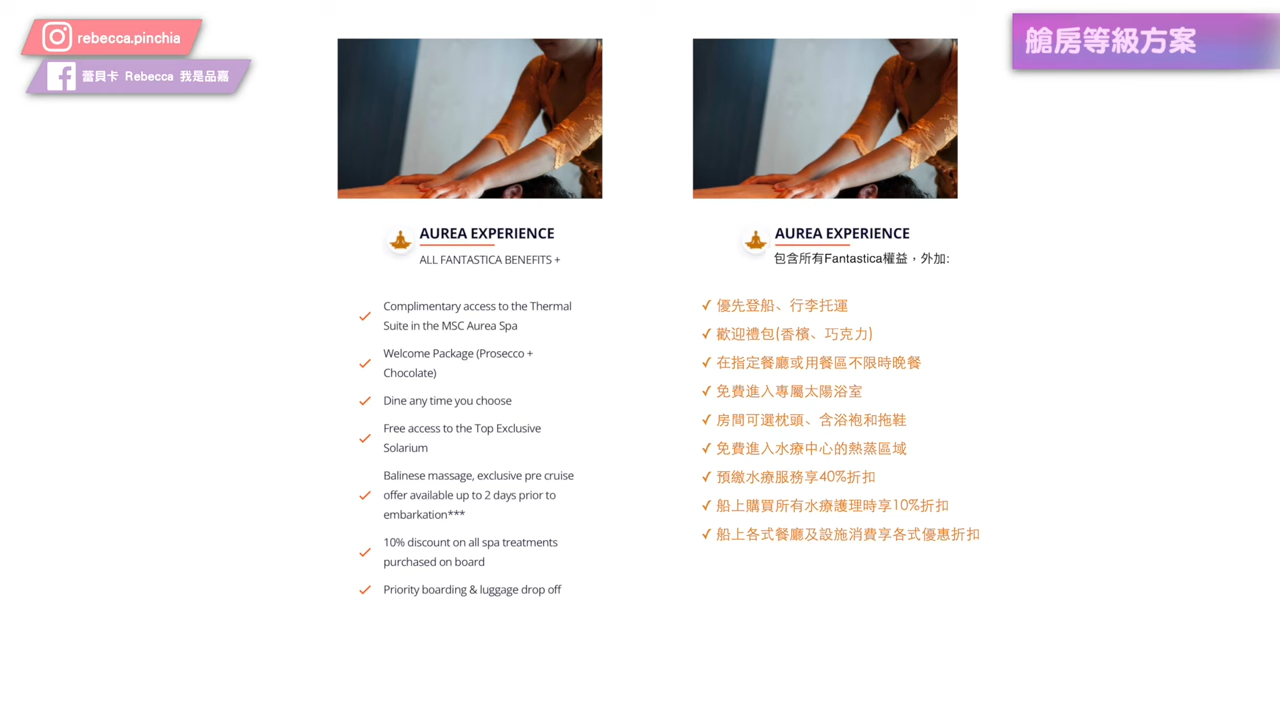 rebecca.pinchia
蕾貝卡 Rebecca 我是品嘉
艙房等級方案
AUREA EXPERIENCE
ALL FANTASTICA BENEFITS +
Complimentary access to the Thermal
Suite in the MSC Aurea Spa
Welcome Package (Prosecco +
Chocolate)
Dine any time you choose
Free access to the Top Exclusive
Solarium
Balinese massage, exclusive pre cruise
offer available up to 2 days prior to
embarkation***
10% discount on all spa treatments
purchased on board
Priority boarding & luggage drop off
AUREA EXPERIENCE
包含所有Fantastica權益，外加:
✓ 優先登船、行李托運
✓ 歡迎禮包(香檳、巧克力)
✓ 在指定餐廳或用餐區不限時晚餐
✓ 免費進入專屬太陽浴室
✓ 房間可選枕頭、含浴袍和拖鞋
✓ 免費進入水療中心的熱蒸區域
✓ 預繳水療服務享40%折扣
✓ 船上購買所有水療護理時享10%折扣
✓ 船上各式餐廳及設施消費享各式優惠折扣